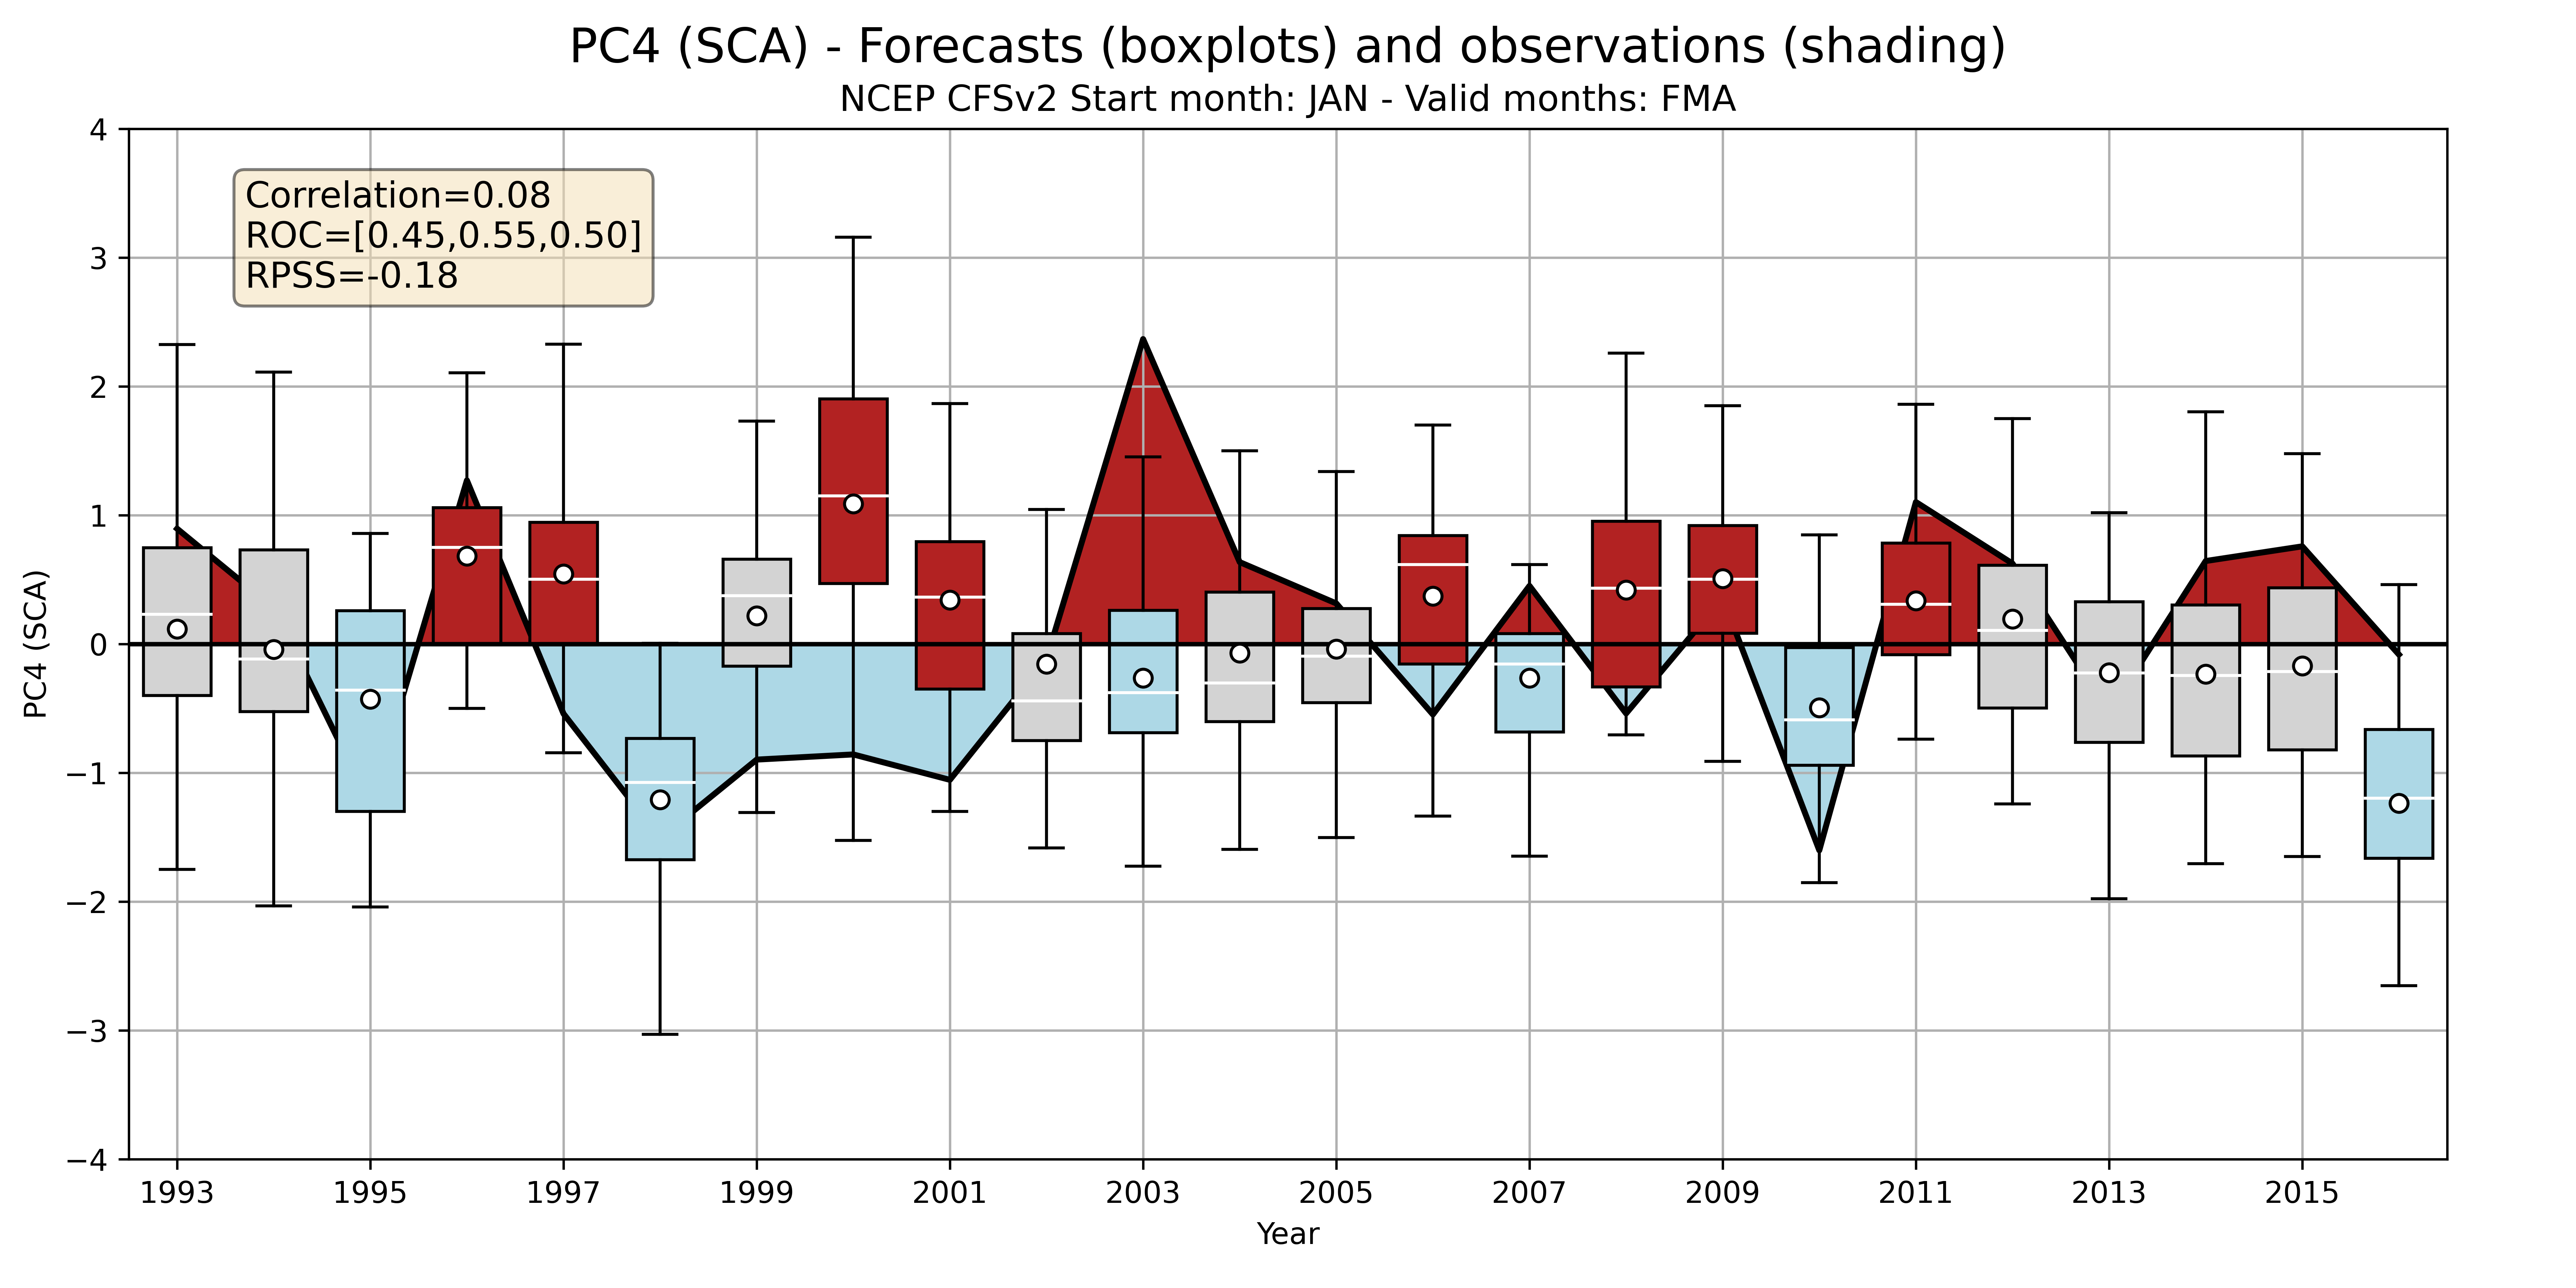 PC4 (SCA) - Forecasts (boxplots) and observations (shading)
NCEP CFSv2 Start month: JAN - Valid months: FMA
Correlation=0.08
ROC=[0.45,0.55,0.50]
RPSS=-0.18
PC4 (SCA)
4
3
2
1
0
−1
−2
−3
−4
1993 1995 1997 1999 2001 2003 2005 2007 2009 2011 2013 2015
Year